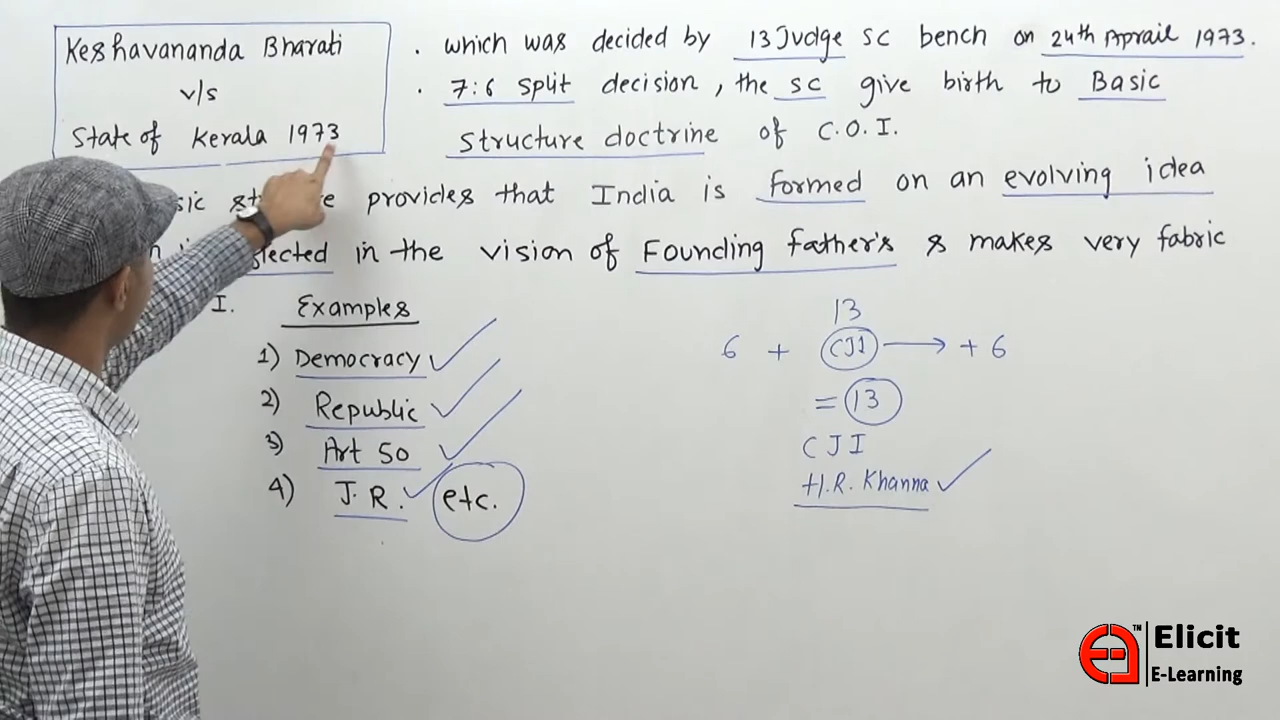 Keshavananda Bharati
v/s
State of Kerala 1973
. which was decided by 13 Judge SC bench on 24th Aprail 1973.
. 7:6 split decision, the SC give birth to Basic
structure doctrine of C.O.I.
provides that India is formed on an evolving idea
in the vision of Founding father's & makes very fabric
I.
Examples
1) Democracy
2) Republic
3) Art 50
4) J.R. etc.
13
6 + CJI → + 6
= 13
CJI
H.R. Khanna
TM
Elicit
E-Learning